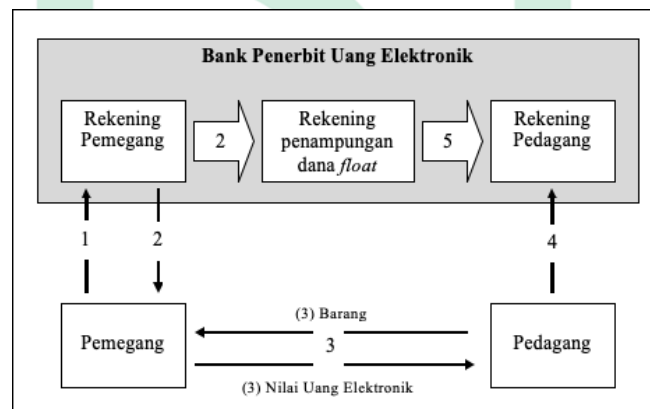 Bank Penerbit Uang Elektronik
Rekening
Pemegang
2
Rekening
penampungan
dana float
5
Rekening
Pedagang
1
2
4
Pemegang
(3) Barang
3
(3) Nilai Uang Elektronik
Pedagang